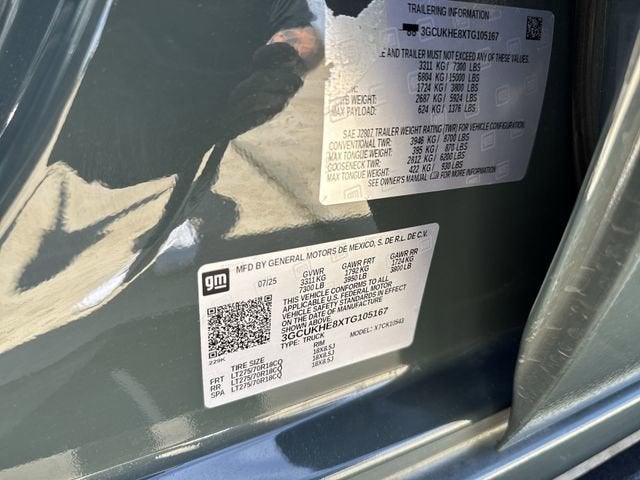 TRAILERING INFORMATION
3GCUKHE8XTG105167
E AND TRAILER MUST NOT EXCEED ANY OF THESE WEIGHTS.
3311 KG / 7300 LBS
6804 KG / 15000 LBS
1724 KG / 3800 LBS
WEIGHT: 2687 KG / 5924 LBS
MAX PAYLOAD: 624 KG / 1376 LBS
SAE J2807 TRAILER WEIGHT RATING (TWR) FOR VEHICLE CONFIGURATION
CONVENTIONAL TWR: 3946 KG / 8700 LBS
MAX TONGUE WEIGHT: 395 KG / 870 LBS
GOOSENECK TWR: 2812 KG / 6200 LBS
MAX TONGUE WEIGHT: 422 KG / 930 LBS
SEE OWNER'S MANUAL FOR MORE INFORMATION
gm
MFD BY GENERAL MOTORS DE MEXICO, S. DE R.L. DE C.V.
07/25 GVWR GAWR FRT GAWR RR
3311 KG 1792 KG 1724 KG
7300 LB 3950 LB 3800 LB
THIS VEHICLE CONFORMS TO ALL
APPLICABLE U.S. FEDERAL MOTOR
VEHICLE SAFETY STANDARDS IN EFFECT
ON THE DATE OF MANUFACTURE
SHOWN ABOVE.
3GCUKHE8XTG105167
TYPE: TRUCK MODEL: X7CK10543
229K
TIRE SIZE RIM
FRT LT275/70R18CQ 18X8.5J
RR LT275/70R18CQ 18X8.5J
SPA LT275/70R18CQ 18X8.5J